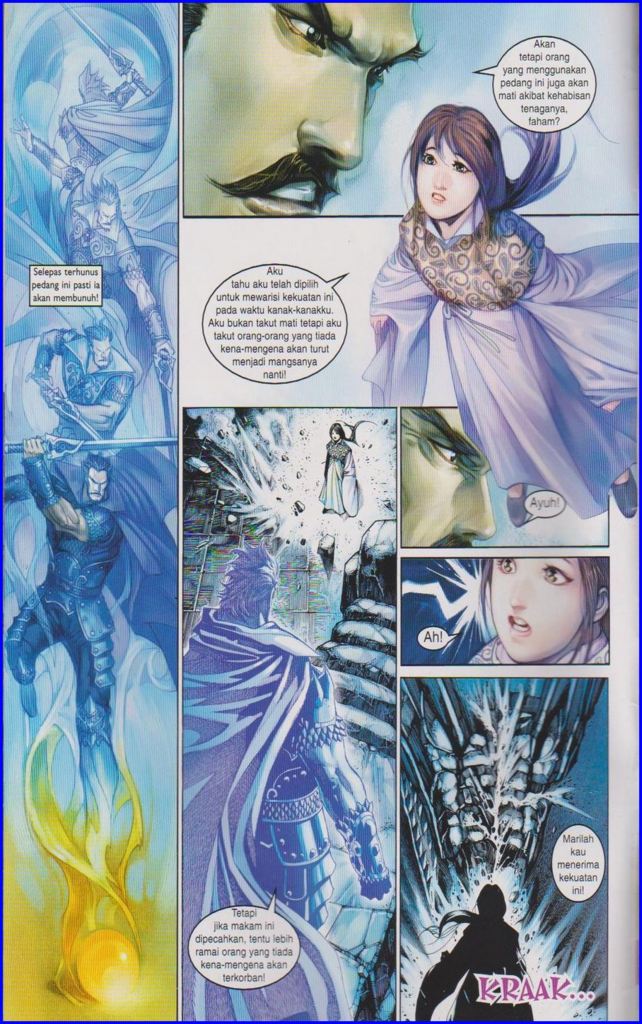 Selepas terhunus
pedang ini pasti ia
akan membunuh!
Akan
tetapi orang
yang menggunakan
pedang ini juga akan
mati akibat kehabisan
tenaganya,
faham?
Aku
tahu aku telah dipilih
untuk mewarisi kekuatan ini
pada waktu kanak-kanakku.
Aku bukan takut mati tetapi aku
takut orang-orang yang tiada
kena-mengena akan turut
menjadi mangsanya
nanti!
Tetapi
jika makam ini
dipecahkan, tentu lebih
ramai orang yang tiada
kena-mengena akan
terkorban!
Ayuh!
Ah!
Marilah
kau
menerima
kekuatan
ini!
KRAAK...